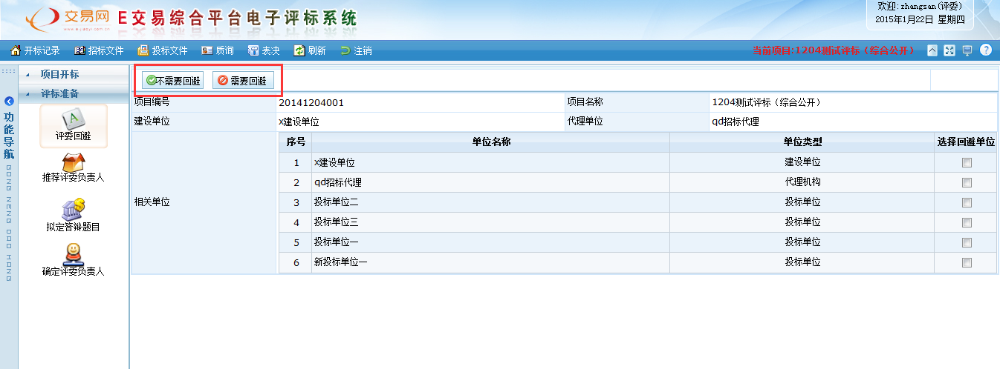 交易网
www.e-jiaoyi.com.cn
E交易综合平台电子评标系统
欢迎:zhangsan(评委)
2015年1月22日 星期四
开标记录 招标文件 投标文件 质询 表决 刷新 注销
当前项目:1204测试评标（综合公开）
功能导航
GONG NENG DAO HANG
项目开标
评标准备
评委回避
推荐评委负责人
拟定答辩题目
确定评委负责人
不需要回避 需要回避
项目编号 20141204001 项目名称 1204测试评标（综合公开）
建设单位 x建设单位 代理单位 qd招标代理
相关单位
序号 单位名称 单位类型 选择回避单位
1 x建设单位 建设单位
2 qd招标代理 代理机构
3 投标单位二 投标单位
4 投标单位三 投标单位
5 投标单位一 投标单位
6 新投标单位一 投标单位